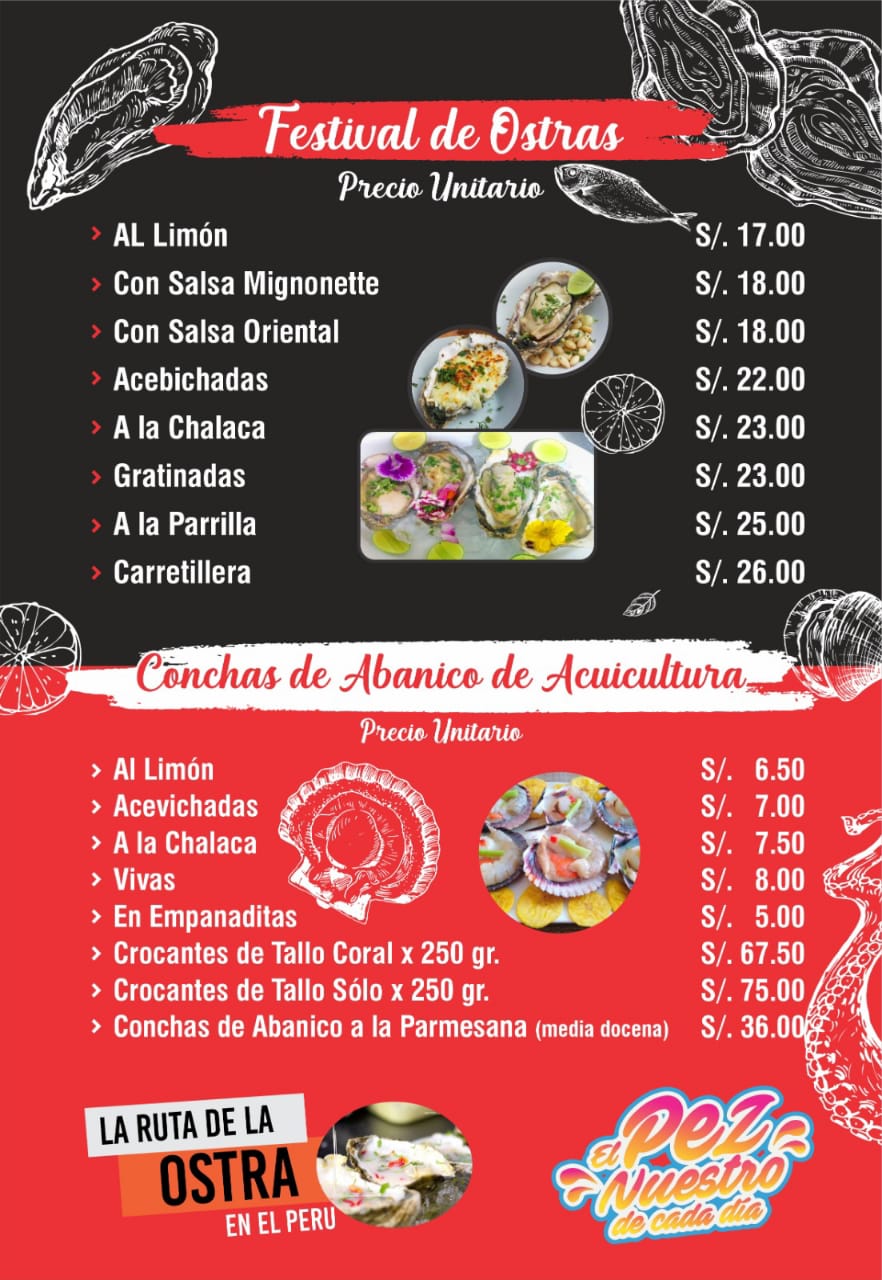 Festival de Ostras
Precio Unitario
> AL Limón S/. 17.00
> Con Salsa Mignonette S/. 18.00
> Con Salsa Oriental S/. 18.00
> Acebichadas S/. 22.00
> A la Chalaca S/. 23.00
> Gratinadas S/. 23.00
> A la Parrilla S/. 25.00
> Carretillera S/. 26.00
Conchas de Abanico de Acuicultura
Precio Unitario
> Al Limón S/. 6.50
> Acevichadas S/. 7.00
> A la Chalaca S/. 7.50
> Vivas S/. 8.00
> En Empanaditas S/. 5.00
> Crocantes de Tallo Coral x 250 gr. S/. 67.50
> Crocantes de Tallo Sólo x 250 gr. S/. 75.00
> Conchas de Abanico a la Parmesana (media docena) S/. 36.00
LA RUTA DE LA
OSTRA
EN EL PERU
El Pez
Nuestro
de cada día